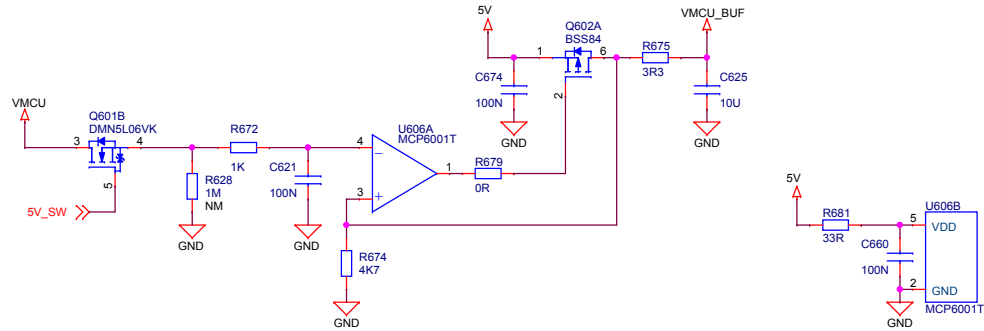 5V
Q602A
BSS84
VMCU_BUF
1
6
R675
3R3
C674
100N
2
C625
10U
GND
GND
VMCU
Q601B
DMN5L06VK
3
4
5
5V_SW
R672
1K
R628
1M
NM
GND
C621
100N
GND
4
3
U606A
MCP6001T
1
R679
0R
R674
4K7
GND
5V
R681
33R
C660
100N
GND
U606B
5
VDD
2
GND
MCP6001T